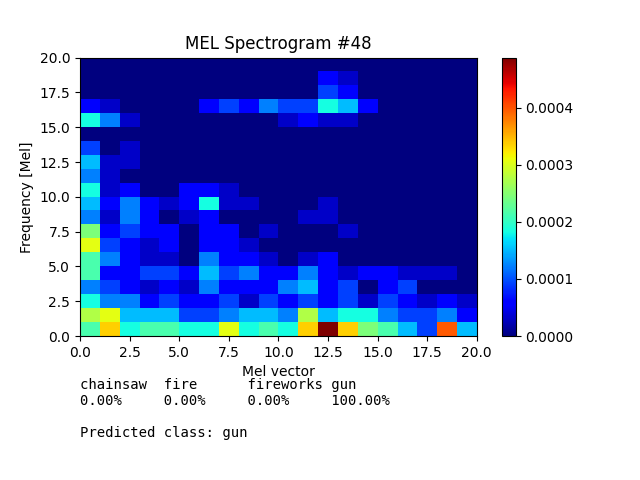 MEL Spectrogram #48
20.0
17.5
15.0
12.5
10.0
7.5
5.0
2.5
0.0
Frequency [Mel]
0.0 2.5 5.0 7.5 10.0 12.5 15.0 17.5 20.0
Mel vector
0.0004
0.0003
0.0002
0.0001
0.0000
chainsaw fire fireworks gun
0.00% 0.00% 0.00% 100.00%
Predicted class: gun